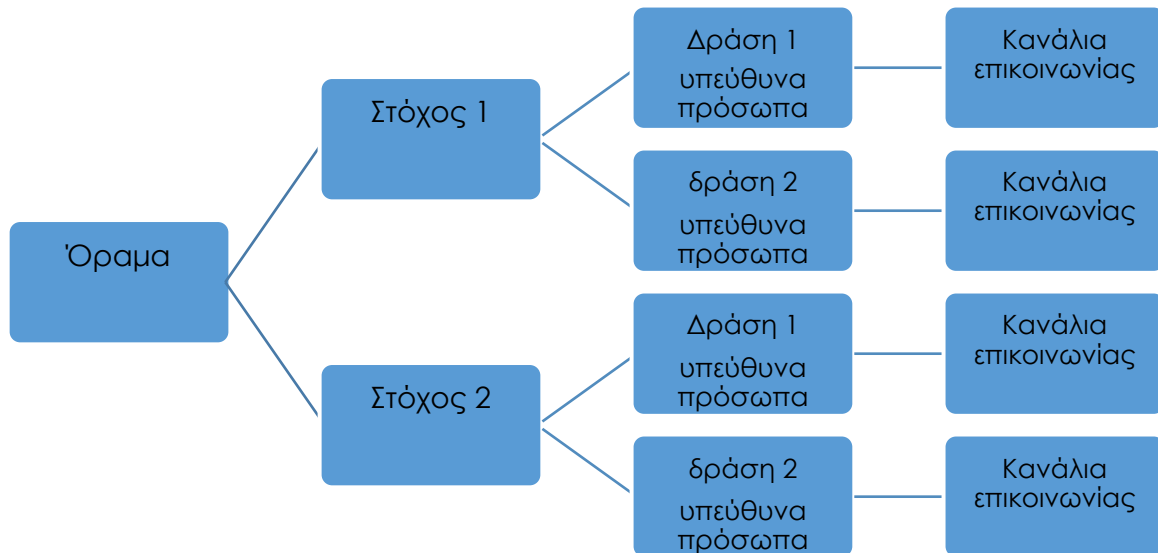 Όραμα
Στόχος 1
Δράση 1
υπεύθυνα
πρόσωπα
Κανάλια
επικοινωνίας
δράση 2
υπεύθυνα
πρόσωπα
Κανάλια
επικοινωνίας
Στόχος 2
Δράση 1
υπεύθυνα
πρόσωπα
Κανάλια
επικοινωνίας
δράση 2
υπεύθυνα
πρόσωπα
Κανάλια
επικοινωνίας